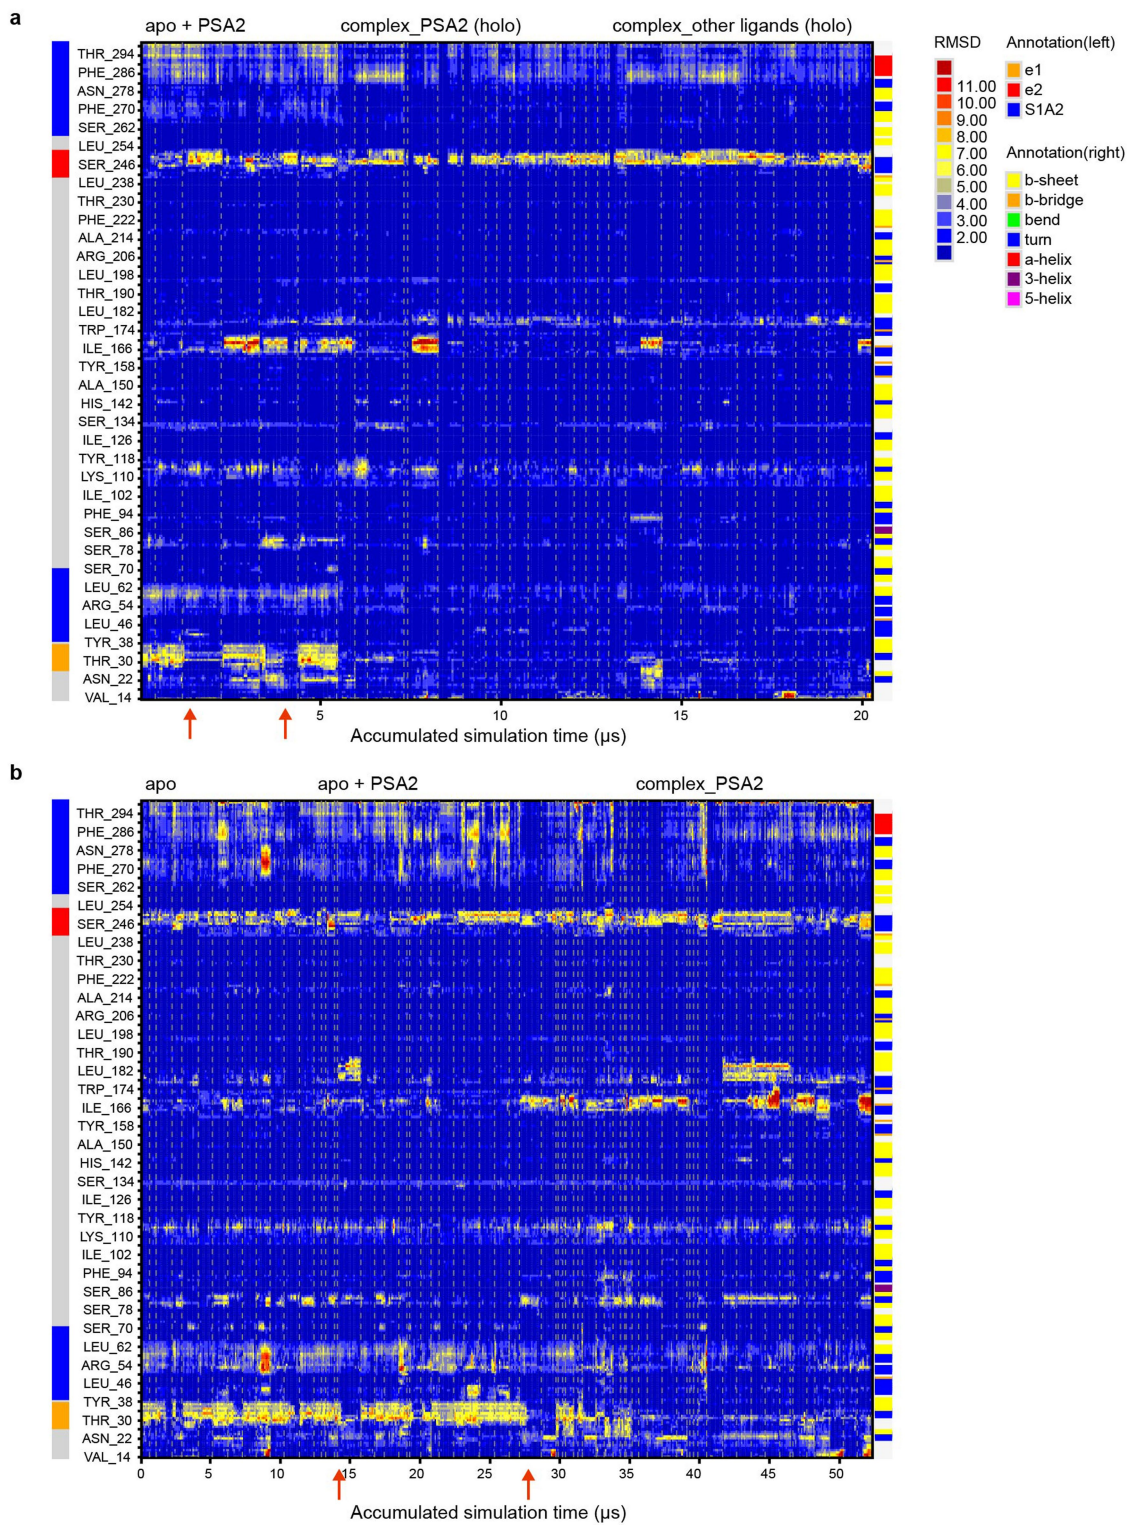 a
apo + PSA2 complex_PSA2 (holo) complex_other ligands (holo)
THR_294
PHE_286
ASN_278
PHE_270
SER_262
LEU_254
SER_246
LEU_238
THR_230
PHE_222
ALA_214
ARG_206
LEU_198
THR_190
LEU_182
TRP_174
ILE_166
TYR_158
ALA_150
HIS_142
SER_134
ILE_126
TYR_118
LYS_110
ILE_102
PHE_94
SER_86
SER_78
SER_70
LEU_62
ARG_54
LEU_46
TYR_38
THR_30
ASN_22
VAL_14
5 10 15 20
Accumulated simulation time (µs)
RMSD
11.00
10.00
9.00
8.00
7.00
6.00
5.00
4.00
3.00
2.00
Annotation(left)
e1
e2
S1A2
Annotation(right)
b-sheet
b-bridge
bend
turn
a-helix
3-helix
5-helix
b
apo apo + PSA2 complex_PSA2
THR_294
PHE_286
ASN_278
PHE_270
SER_262
LEU_254
SER_246
LEU_238
THR_230
PHE_222
ALA_214
ARG_206
LEU_198
THR_190
LEU_182
TRP_174
ILE_166
TYR_158
ALA_150
HIS_142
SER_134
ILE_126
TYR_118
LYS_110
ILE_102
PHE_94
SER_86
SER_78
SER_70
LEU_62
ARG_54
LEU_46
TYR_38
THR_30
ASN_22
VAL_14
0 5 10 15 20 25 30 35 40 45 50
Accumulated simulation time (µs)